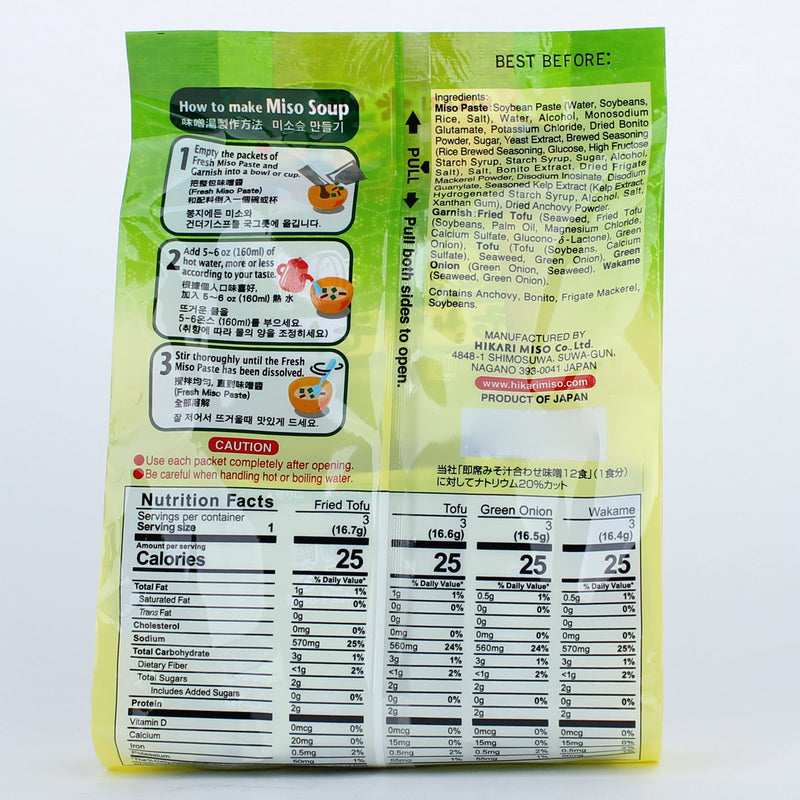 BEST BEFORE:
How to make Miso Soup
味噌湯製作方法 미소숲 만들기
1 Empty the packets of
Fresh Miso Paste and
Garnish into a bowl or cup.
把整包味噌醬
(Fresh Miso Paste)
和配料倒入一個碗或杯
봉지에든 미소와
건더기스프를 국그릇에 옮깁니다.
2 Add 5~6 oz (160ml) of
hot water, more or less
according to your taste.
根據個人口味喜好,
加入 5~6 oz (160ml) 熱水
뜨거운 물을
5-6온스 (160ml)를 부으세요.
(취향에 따라 물의 양을 조정히세요)
3 Stir thoroughly until the Fresh
Miso Paste has been dissolved.
攪拌均勻, 直到味噌醬
(Fresh Miso Paste)
全部溶解
잘 저어서 뜨거울때 맛있게 드세요.
CAUTION
Use each packet completely after opening.
Be careful when handling hot or boiling water.
PULL
Pull both sides to open.
Ingredients:
Miso Paste: Soybean Paste (Water, Soybeans,
Rice, Salt), Water, Alcohol, Monosodium
Glutamate, Potassium Chloride, Dried Bonito
Powder, Sugar, Yeast Extract, Brewed Seasoning
(Rice Brewed Seasoning, Glucose, High Fructose
Starch Syrup, Starch Syrup, Sugar, Alcohol,
Salt), Salt, Bonito Extract, Dried Frigate
Mackerel Powder, Disodium Inosinate, Disodium
Guanylate, Seasoned Kelp Extract (Kelp Extract,
Hydrogenated Starch Syrup, Alcohol, Salt,
Xanthan Gum), Dried Anchovy Powder.
Garnish: Fried Tofu (Seaweed, Fried Tofu
(Soybeans, Palm Oil, Magnesium Chloride,
Calcium Sulfate, Glucono-δ-Lactone), Green
Onion), Tofu (Tofu (Soybeans, Calcium
Sulfate), Seaweed, Green Onion), Green
Onion (Green Onion, Seaweed), Wakame
(Seaweed, Green Onion).
Contains Anchovy, Bonito, Frigate Mackerel,
Soybeans.
MANUFACTURED BY
HIKARI MISO Co., Ltd.
4848-1 SHIMOSUWA, SUWA-GUN,
NAGANO 393-0041 JAPAN
www.hikarimiso.com
PRODUCT OF JAPAN
当社「即席みそ汁合わせ味噌12食」(1食分)
に対してナトリウム20%カット
Nutrition Facts Fried Tofu Tofu Green Onion Wakame
Servings per container 3 3 3 3
Serving size 1 (16.7g) (16.6g) (16.5g) (16.4g)
Amount per serving
Calories 25 25 25 25
% Daily Value* % Daily Value* % Daily Value* % Daily Value*
Total Fat 1g 1% 1g 1% 0.5g 1% 0.5g 1%
Saturated Fat 0g 0% 0g 0% 0g 0% 0g 0%
Trans Fat 0g 0g 0g 0g
Cholesterol 0mg 0% 0mg 0% 0mg 0% 0mg 0%
Sodium 570mg 25% 560mg 24% 560mg 24% 570mg 25%
Total Carbohydrate 3g 1% 3g 1% 3g 1% 3g 1%
Dietary Fiber <1g 2% <1g 2% <1g 2% <1g 2%
Total Sugars 2g 2g 2g 2g
Includes Added Sugars 0g 0% 0g 0% 0g 0% 0g 0%
Protein 2g 2g 2g 2g
Vitamin D 0mcg 0% 0mcg 0% 0mcg 0% 0mcg 0%
Calcium 20mg 0% 15mg 0% 15mg 0% 15mg 0%
Iron 0.5mg 2% 0.5mg 2% 0.5mg 2% 0.5mg 2%
Potassium 50mg 1% 55mg 1% 55mg 1%